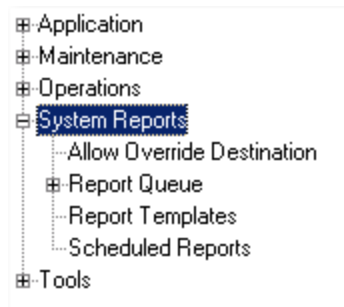 Application
Maintenance
Operations
System Reports
Allow Override Destination
Report Queue
Report Templates
Scheduled Reports
Tools